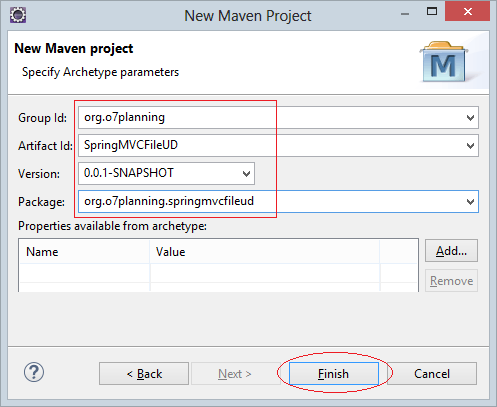 New Maven Project
New Maven project
Specify Archetype parameters
M
Group Id: org.o7planning
Artifact Id: SpringMVCFileUD
Version: 0.0.1-SNAPSHOT
Package: org.o7planning.springmvcfileud
Properties available from archetype:
Name Value
Add...
Remove
? < Back Next > Finish Cancel